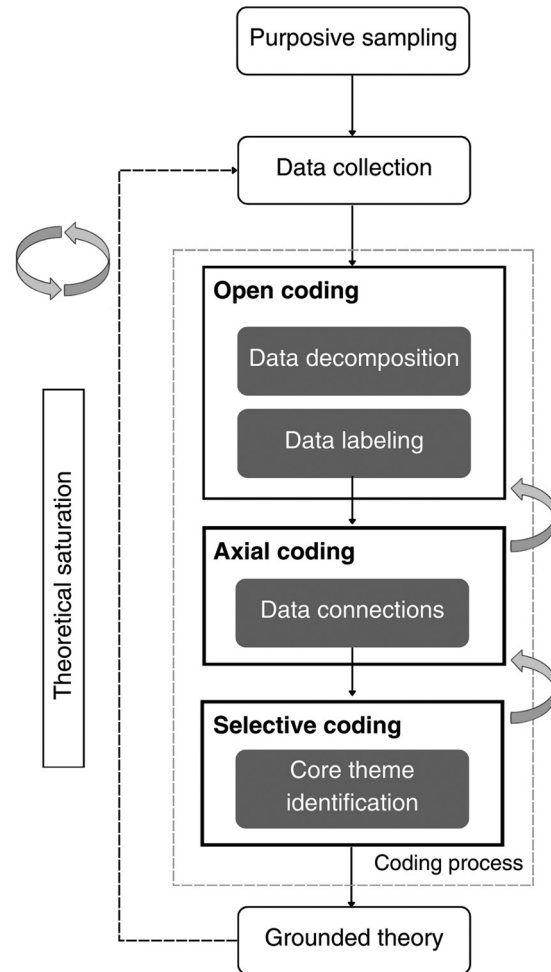 Purposive sampling
Data collection
Open coding
Data decomposition
Data labeling
Axial coding
Data connections
Selective coding
Core theme
identification
Coding process
Grounded theory
Theoretical saturation